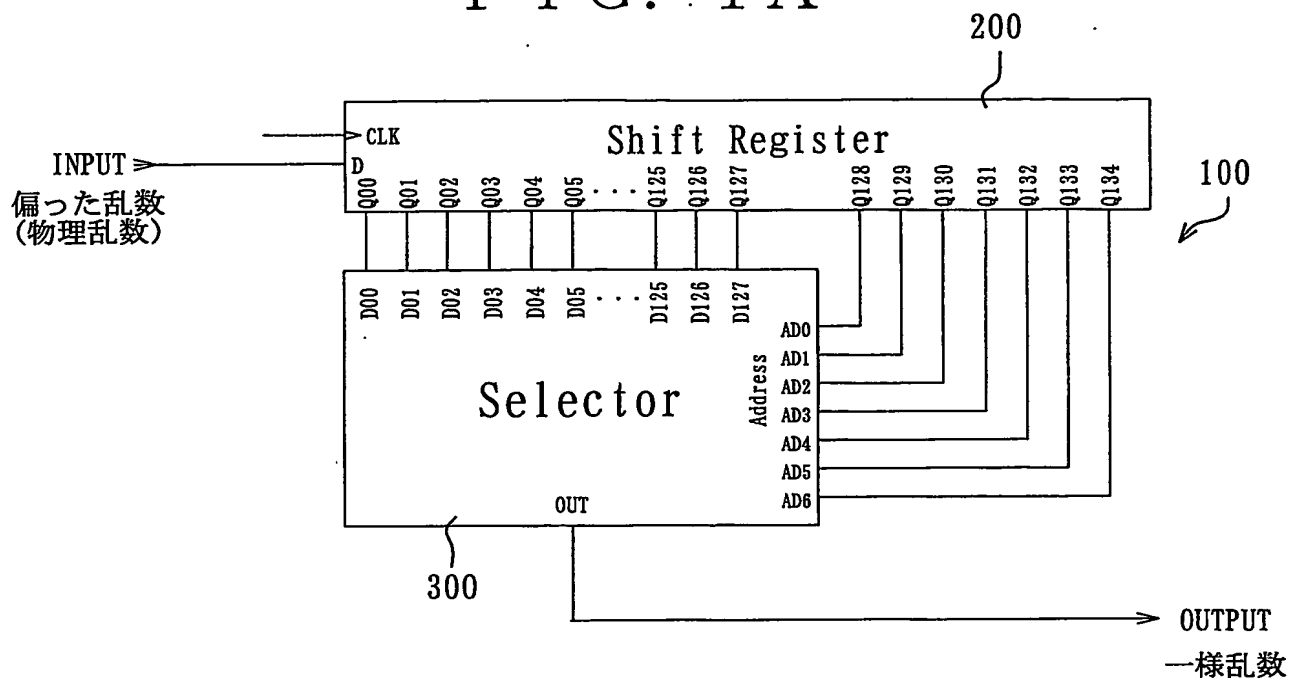 FIG. 1A
200
CLK
Shift Register
INPUT
D
偏った乱数
(物理乱数)
Q00 Q01 Q02 Q03 Q04 Q05 ... Q125 Q126 Q127 Q128 Q129 Q130 Q131 Q132 Q133 Q134
100
D00 D01 D02 D03 D04 D05 ... D125 D126 D127
AD0
AD1
AD2
AD3
AD4
AD5
AD6
Address
Selector
OUT
300
OUTPUT
一様乱数